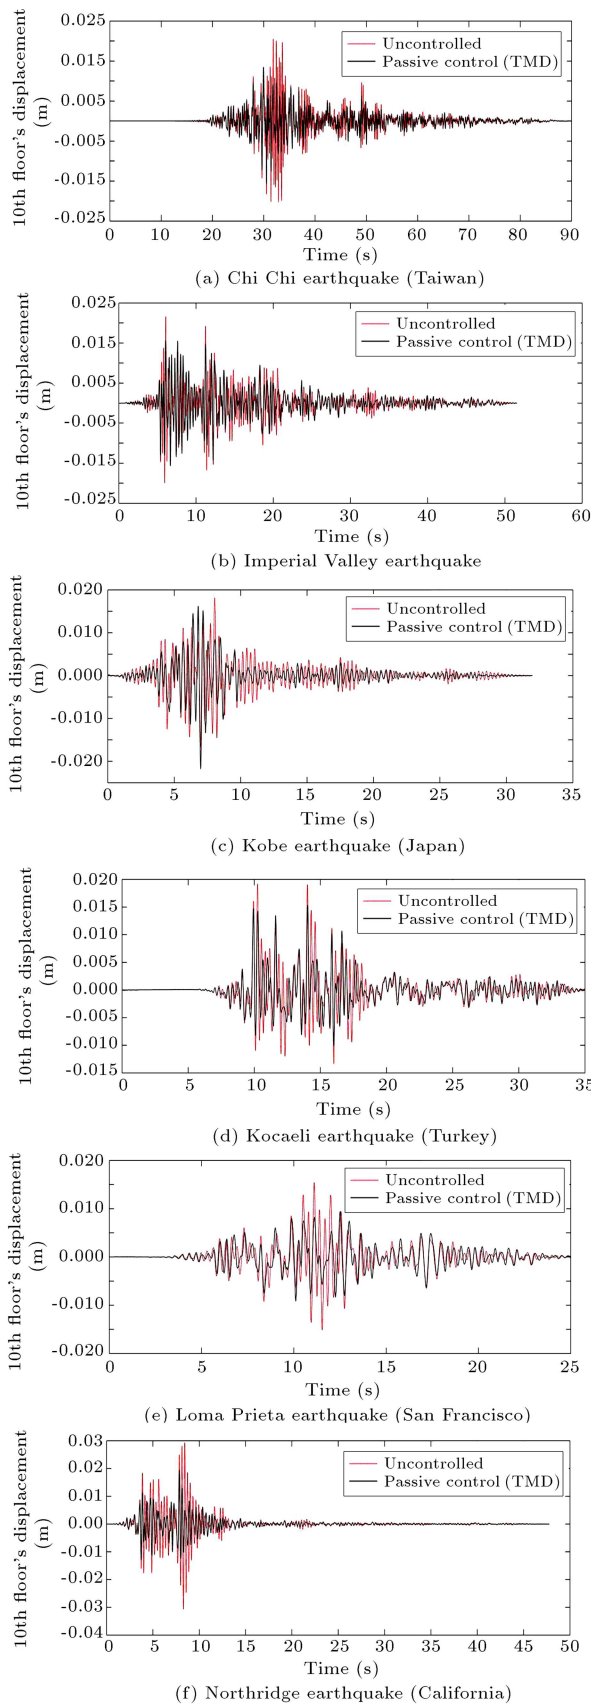 0.025
0.015
0.005
-0.005
-0.015
-0.025
10th floor's displacement
(m)
Uncontrolled
Passive control (TMD)
0 10 20 30 40 50 60 70 80 90
Time (s)
(a) Chi Chi earthquake (Taiwan)
0.025
0.015
0.005
-0.005
-0.015
-0.025
10th floor's displacement
(m)
Uncontrolled
Passive control (TMD)
0 10 20 30 40 50 60
Time (s)
(b) Imperial Valley earthquake
0.020
0.010
0.000
-0.010
-0.020
10th floor's displacement
(m)
Uncontrolled
Passive control (TMD)
0 5 10 15 20 25 30 35
Time (s)
(c) Kobe earthquake (Japan)
0.020
0.015
0.010
0.005
0.000
-0.005
-0.010
-0.015
10th floor's displacement
(m)
Uncontrolled
Passive control (TMD)
0 5 10 15 20 25 30 35
Time (s)
(d) Kocaeli earthquake (Turkey)
0.020
0.010
0.000
-0.010
-0.020
10th floor's displacement
(m)
Uncontrolled
Passive control (TMD)
0 5 10 15 20 25
Time (s)
(e) Loma Prieta earthquake (San Francisco)
0.03
0.02
0.01
0.00
-0.01
-0.02
-0.03
-0.04
10th floor's displacement
(m)
Uncontrolled
Passive control (TMD)
0 5 10 15 20 25 30 35 40 45 50
Time (s)
(f) Northridge earthquake (California)